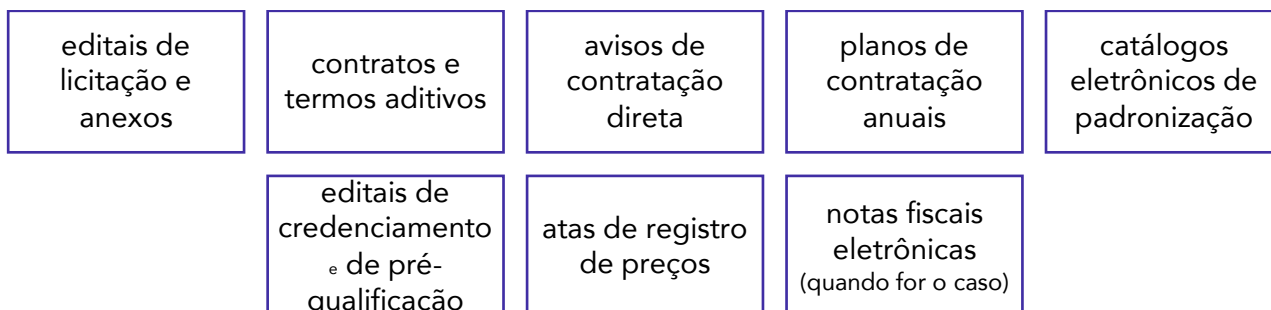 editais de
licitação e
anexos
contratos e
termos aditivos
avisos de
contratação
direta
planos de
contratação
anuais
catálogos
eletrônicos de
padronização
editais de
credenciamento
e de pré-
qualificação
atas de registro
de preços
notas fiscais
eletrônicas
(quando for o caso)